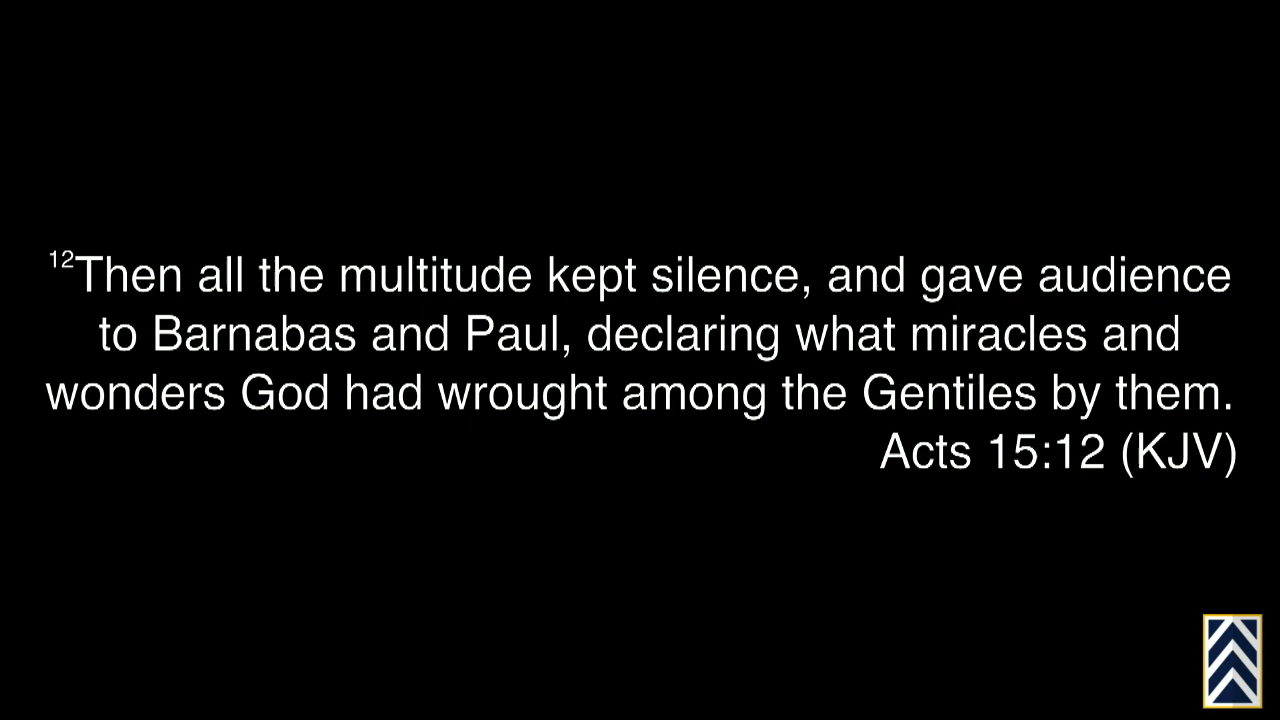 ¹²Then all the multitude kept silence, and gave audience
to Barnabas and Paul, declaring what miracles and
wonders God had wrought among the Gentiles by them.
Acts 15:12 (KJV)